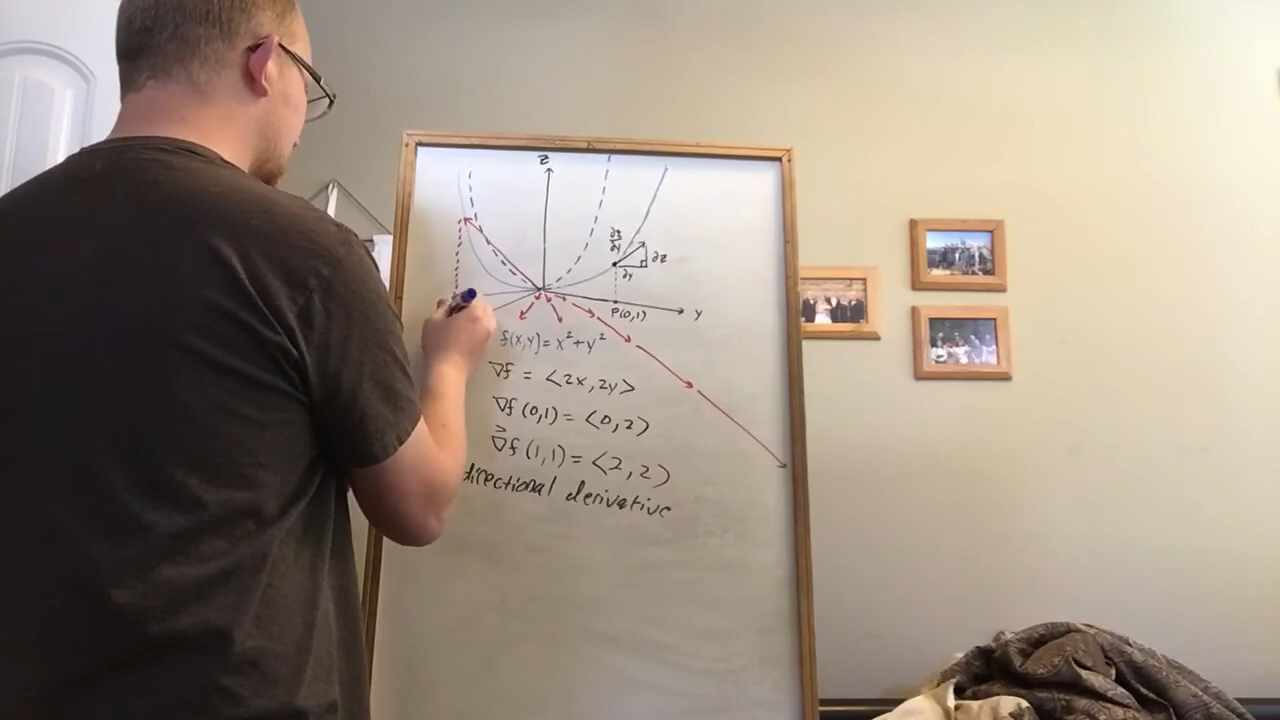 z
∂z/∂y
∂z
∂y
P(0,1)
y
f(x,y)=x²+y²
∇f = <2x,2y>
∇f(0,1) = <0,2>
∇⃗f(1,1) = <2,2>
directional derivative